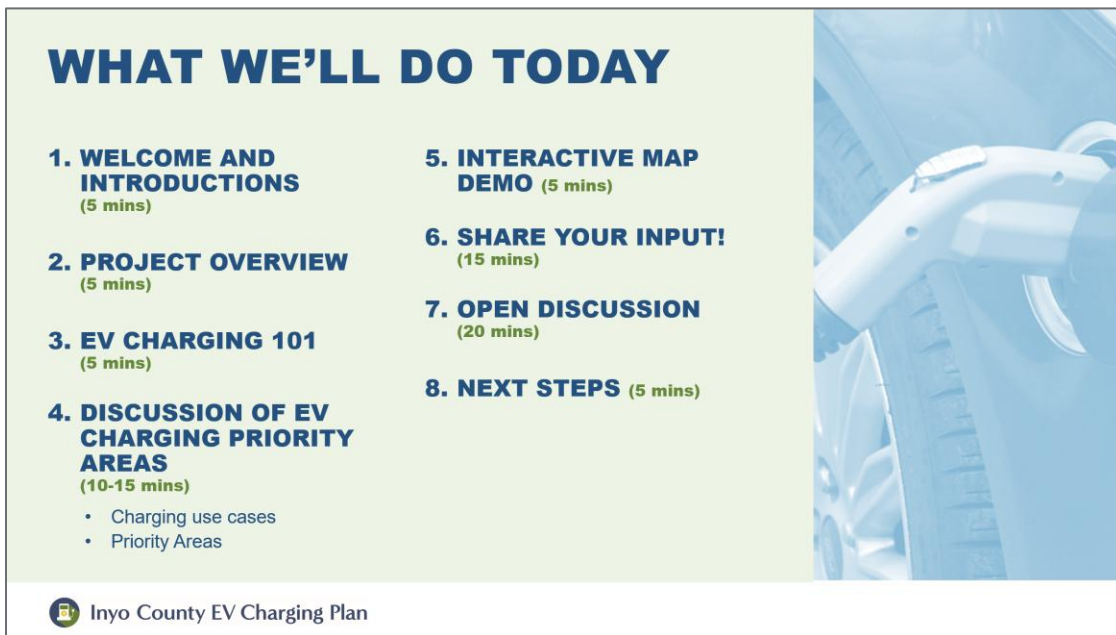 WHAT WE’LL DO TODAY
1. WELCOME AND
INTRODUCTIONS
(5 mins)
2. PROJECT OVERVIEW
(5 mins)
3. EV CHARGING 101
(5 mins)
4. DISCUSSION OF EV
CHARGING PRIORITY
AREAS
(10-15 mins)
• Charging use cases
• Priority Areas
5. INTERACTIVE MAP
DEMO (5 mins)
6. SHARE YOUR INPUT!
(15 mins)
7. OPEN DISCUSSION
(20 mins)
8. NEXT STEPS (5 mins)
Inyo County EV Charging Plan